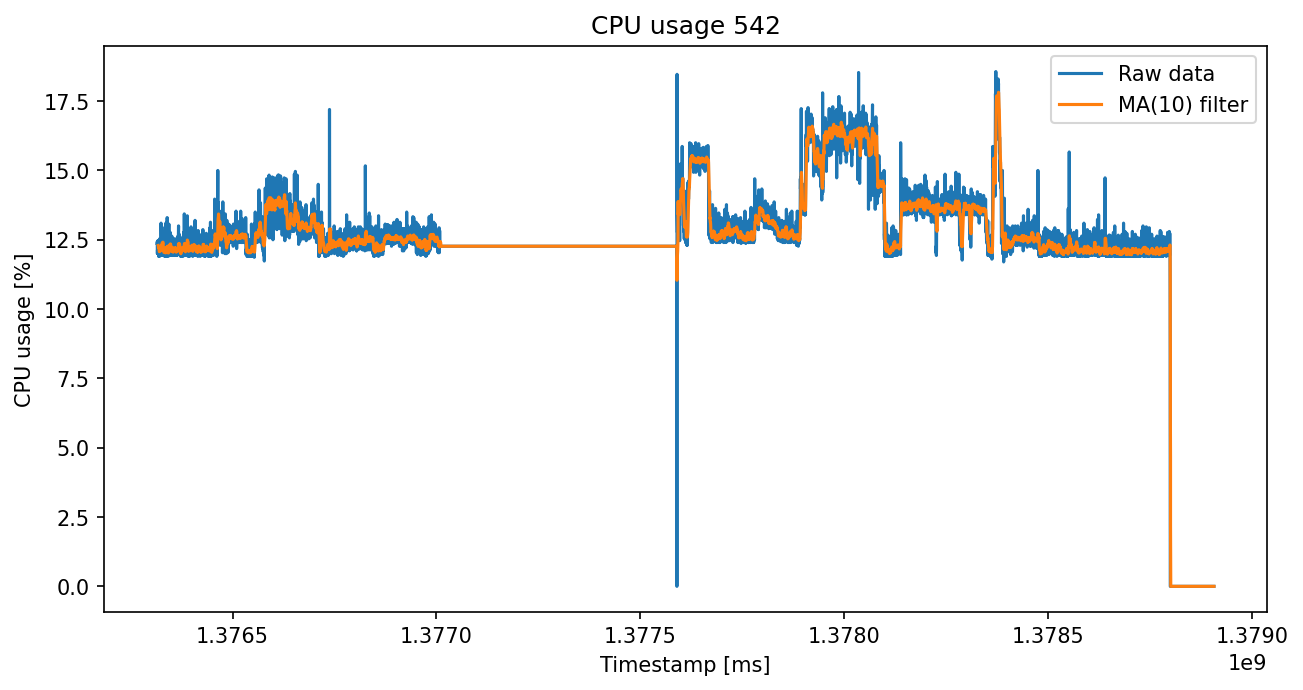 CPU usage 542
Raw data
MA(10) filter
CPU usage [%]
17.5
15.0
12.5
10.0
7.5
5.0
2.5
0.0
1.3765 1.3770 1.3775 1.3780 1.3785 1.3790
1e9
Timestamp [ms]